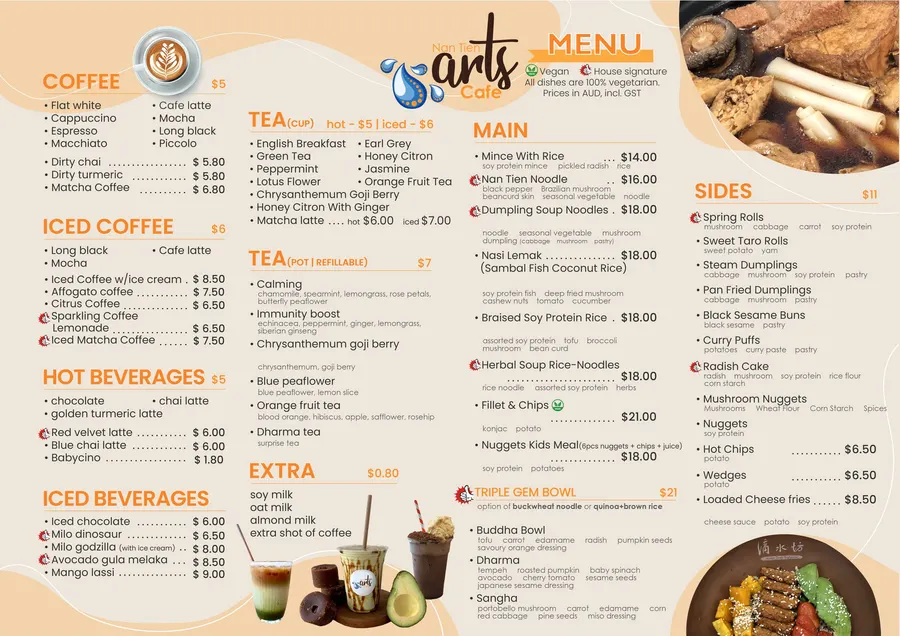 COFFEE $5
• Flat white
• Cappuccino
• Espresso
• Macchiato
• Cafe latte
• Mocha
• Long black
• Piccolo
• Dirty chai ................ $ 5.80
• Dirty turmeric ............ $ 5.80
• Matcha Coffee .......... $ 6.80
ICED COFFEE $6
• Long black
• Mocha
• Cafe latte
• Iced Coffee w/ice cream . $ 8.50
• Affogato coffee ........... $ 7.50
• Citrus Coffee .............. $ 6.50
Sparkling Coffee
Lemonade ................ $ 6.50
• Iced Matcha Coffee ...... $ 7.50
HOT BEVERAGES $5
• chocolate
• chai latte
• golden turmeric latte
• Red velvet latte ........... $ 6.00
• Blue chai latte ............ $ 6.00
• Babycino ................. $ 1.80
ICED BEVERAGES
• Iced chocolate ........... $ 6.00
• Milo dinosaur ............ $ 6.50
• Milo godzilla (with ice cream) .. $ 8.00
• Avocado gula melaka ... $ 8.50
• Mango lassi .............. $ 9.00
TEA(CUP) hot - $5 | iced - $6
• English Breakfast
• Green Tea
• Peppermint
• Lotus Flower
• Earl Grey
• Honey Citron
• Jasmine
• Orange Fruit Tea
• Chrysanthemum Goji Berry
• Honey Citron With Ginger
• Matcha latte .... hot $6.00 iced $7.00
TEA(POT | REFILLABLE) $7
• Calming
chamomile, spearmint, lemongrass, rose petals,
butterfly peaflower
• Immunity boost
echinacea, peppermint, ginger, lemongrass,
siberian ginseng
• Chrysanthemum goji berry
chrysanthemum, goji berry
• Blue peaflower
blue peaflower, lemon slice
• Orange fruit tea
blood orange, hibiscus, apple, safflower, rosehip
• Dharma tea
surprise tea
EXTRA $0.80
soy milk
oat milk
almond milk
extra shot of coffee
arts
Nan Tien
arts
Cafe
MENU
Vegan House signature
All dishes are 100% vegetarian.
Prices in AUD, incl. GST
MAIN
• Mince With Rice ... $14.00
soy protein mince pickled radish rice
• Nan Tien Noodle .. $16.00
black pepper Brazilian mushroom
beancurd skin seasonal vegetable noodle
• Dumpling Soup Noodles . $18.00
noodle seasonal vegetable mushroom
dumpling (cabbage mushroom pastry)
• Nasi Lemak .............. $18.00
(Sambal Fish Coconut Rice)
soy protein fish deep fried mushroom
cashew nuts tomato cucumber
• Braised Soy Protein Rice . $18.00
assorted soy protein tofu broccoli
mushroom bean curd
• Herbal Soup Rice-Noodles
...................... $18.00
rice noodle assorted soy protein herbs
• Fillet & Chips
.............. $21.00
konjac potato
• Nuggets Kids Meal(6pcs nuggets + chips + juice)
.............. $18.00
soy protein potatoes
TRIPLE GEM BOWL $21
option of buckwheat noodle or quinoa+brown rice
• Buddha Bowl
tofu carrot edamame radish pumpkin seeds
savoury orange dressing
• Dharma
tempeh roasted pumpkin baby spinach
avocado cherry tomato sesame seeds
japanese sesame dressing
• Sangha
portobello mushroom carrot edamame corn
red cabbage pine seeds miso dressing
SIDES $11
• Spring Rolls
mushroom cabbage carrot soy protein
• Sweet Taro Rolls
sweet potato yam
• Steam Dumplings
cabbage mushroom soy protein pastry
• Pan Fried Dumplings
cabbage mushroom pastry
• Black Sesame Buns
black sesame pastry
• Curry Puffs
potatoes curry paste pastry
• Radish Cake
radish mushroom soy protein rice flour
corn starch
• Mushroom Nuggets
Mushrooms Wheat Flour Corn Starch Spices
• Nuggets
soy protein
• Hot Chips .......... $6.50
potato
• Wedges .......... $6.50
potato
• Loaded Cheese fries ...... $8.50
cheese sauce potato soy protein
滴水坊